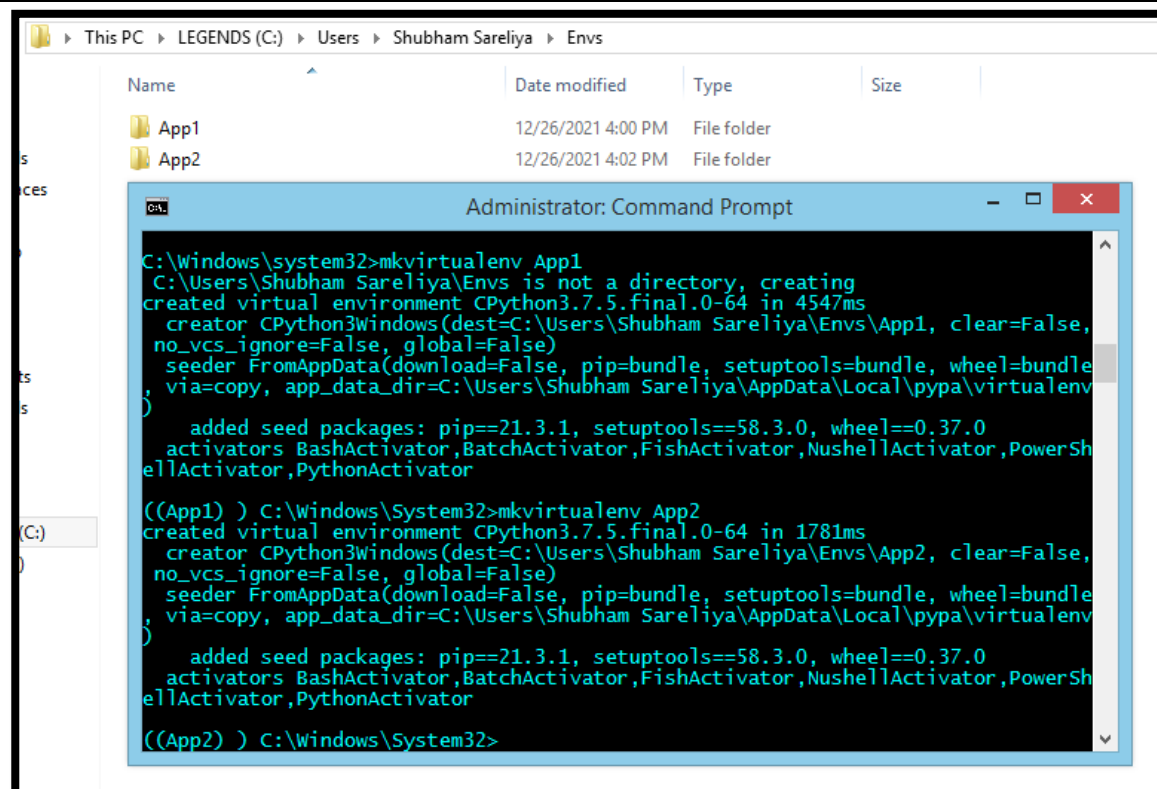 This PC LEGENDS (C:) Users Shubham Sareliya Envs
Name Date modified Type Size
App1 12/26/2021 4:00 PM File folder
App2 12/26/2021 4:02 PM File folder
s
ces
ts
s
(C:)
)
Administrator: Command Prompt
C:\Windows\system32>mkvirtualenv App1
C:\Users\Shubham Sareliya\Envs is not a directory, creating
created virtual environment CPython3.7.5.final.0-64 in 4547ms
creator CPython3Windows(dest=C:\Users\Shubham Sareliya\Envs\App1, clear=False,
no_vcs_ignore=False, global=False)
seeder FromAppData(download=False, pip=bundle, setuptools=bundle, wheel=bundle
, via=copy, app_data_dir=C:\Users\Shubham Sareliya\AppData\Local\pypa\virtualenv
)
added seed packages: pip==21.3.1, setuptools==58.3.0, wheel==0.37.0
activators BashActivator,BatchActivator,FishActivator,NushellActivator,PowerSh
ellActivator,PythonActivator
((App1) ) C:\Windows\System32>mkvirtualenv App2
created virtual environment CPython3.7.5.final.0-64 in 1781ms
creator CPython3Windows(dest=C:\Users\Shubham Sareliya\Envs\App2, clear=False,
no_vcs_ignore=False, global=False)
seeder FromAppData(download=False, pip=bundle, setuptools=bundle, wheel=bundle
, via=copy, app_data_dir=C:\Users\Shubham Sareliya\AppData\Local\pypa\virtualenv
)
added seed packages: pip==21.3.1, setuptools==58.3.0, wheel==0.37.0
activators BashActivator,BatchActivator,FishActivator,NushellActivator,PowerSh
ellActivator,PythonActivator
((App2) ) C:\Windows\System32>